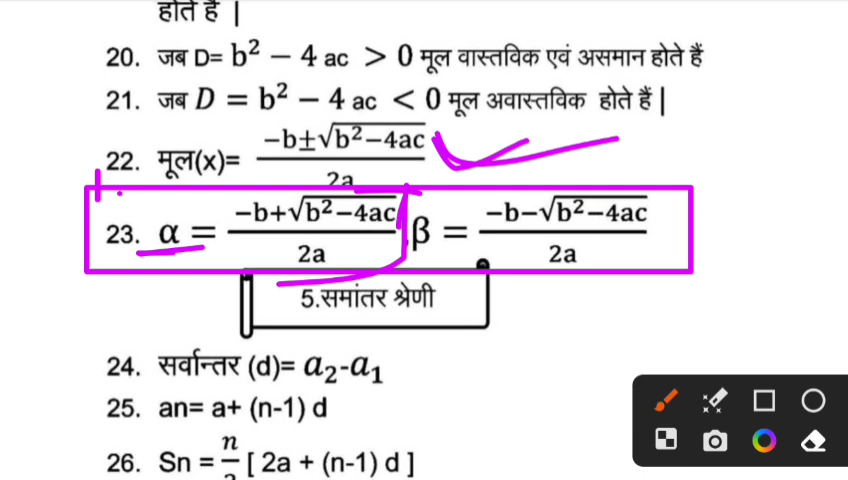 होते हैं |
20. जब D= b² − 4 ac > 0 मूल वास्तविक एवं असमान होते हैं
21. जब D = b² − 4 ac < 0 मूल अवास्तविक होते हैं |
22. मूल(x)= −b±√b²−4ac / 2a
23. α = −b+√b²−4ac / 2a , β = −b−√b²−4ac / 2a
5.समांतर श्रेणी
24. सर्वान्तर (d)= a₂-a₁
25. an= a+ (n-1) d
26. Sn = n/2 [ 2a + (n-1) d ]